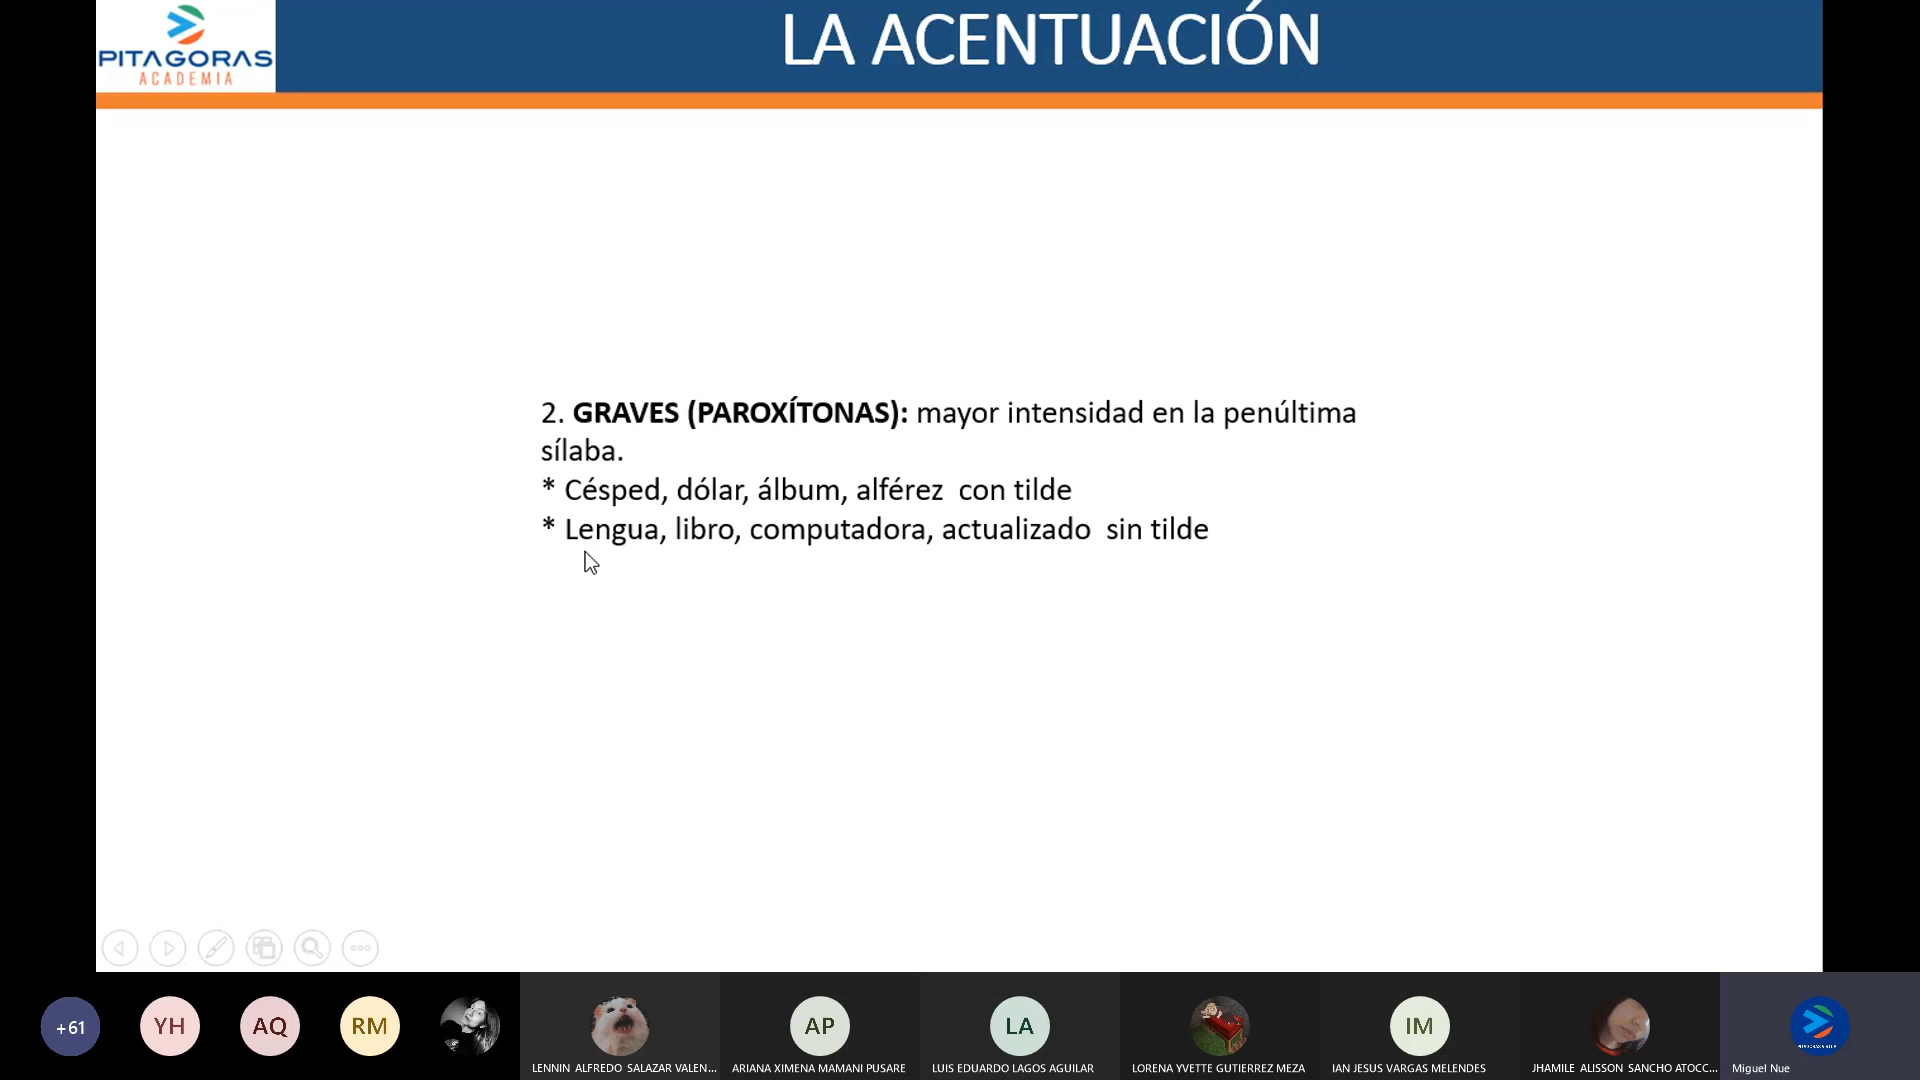 PITAGORAS
ACADEMIA
LA ACENTUACIÓN
2. GRAVES (PAROXÍTONAS): mayor intensidad en la penúltima
sílaba.
* Césped, dólar, álbum, alférez  con tilde
* Lengua, libro, computadora, actualizado  sin tilde
+61
YH
AQ
RM
AP
LA
IM
LENNIN ALFREDO SALAZAR VALEN...
ARIANA XIMENA MAMANI PUSARE
LUIS EDUARDO LAGOS AGUILAR
LORENA YVETTE GUTIERREZ MEZA
IAN JESUS VARGAS MELENDES
JHAMILE ALISSON SANCHO ATOCC...
Miguel Nue